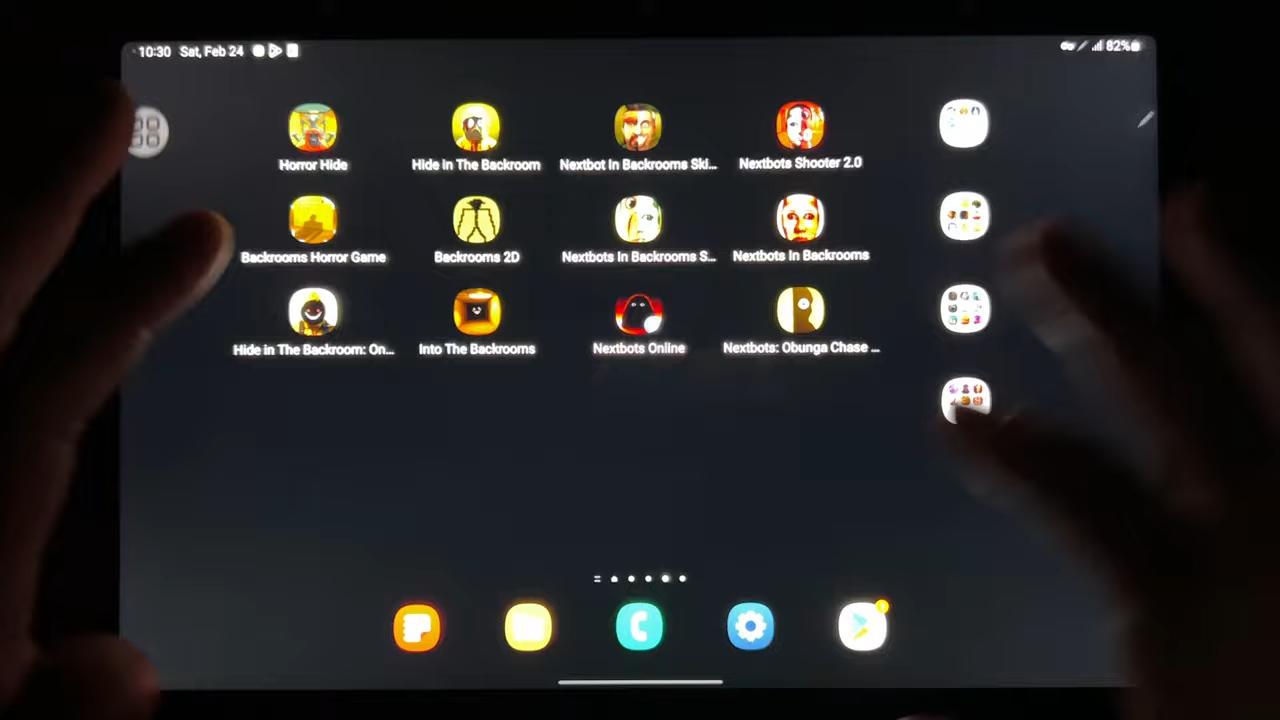 10:30 Sat, Feb 24
82%
Horror Hide
Hide In The Backroom
Nextbot In Backrooms Ski...
Nextbots Shooter 2.0
Backrooms Horror Game
Backrooms 2D
Nextbots In Backrooms S...
Nextbots In Backrooms
Hide in The Backroom: On...
Into The Backrooms
Nextbots Online
Nextbots: Obunga Chase ...